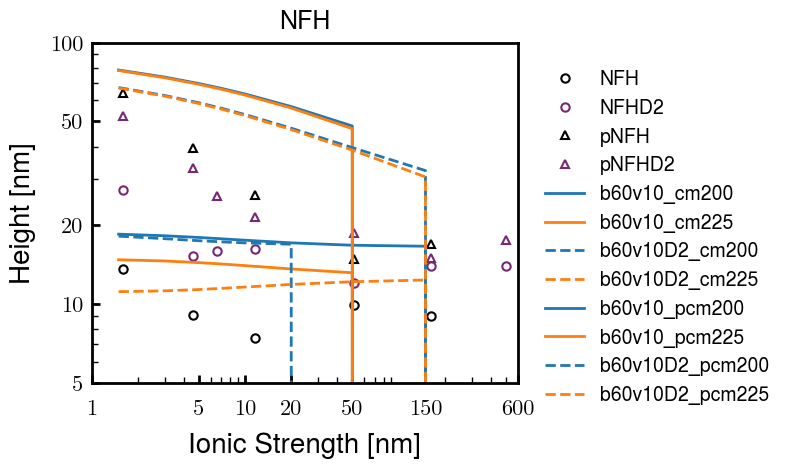 NFH
Height [nm]
100
50
20
10
5
1
5
10
20
50
150
600
Ionic Strength [nm]
NFH
NFHD2
pNFH
pNFHD2
b60v10_cm200
b60v10_cm225
b60v10D2_cm200
b60v10D2_cm225
b60v10_pcm200
b60v10_pcm225
b60v10D2_pcm200
b60v10D2_pcm225